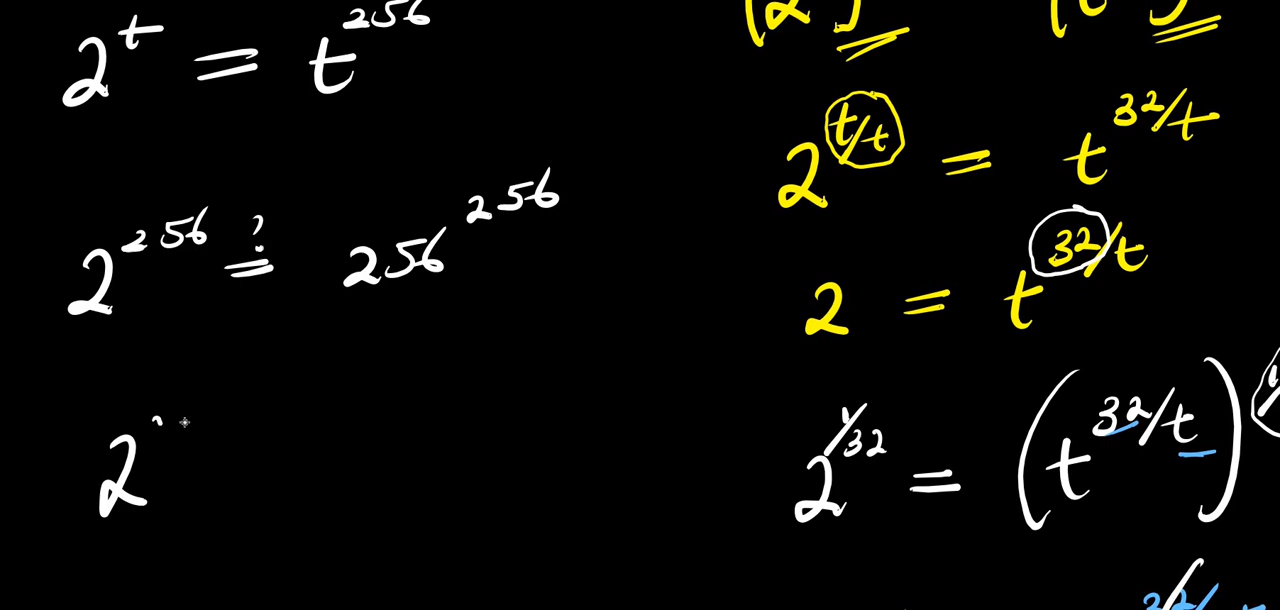 2^t = t^256
2^256 ?= 256^256
2
2^(t/t) = t^(32/t)
2 = t^(32/t)
2^(1/32) = (t^(32/t))